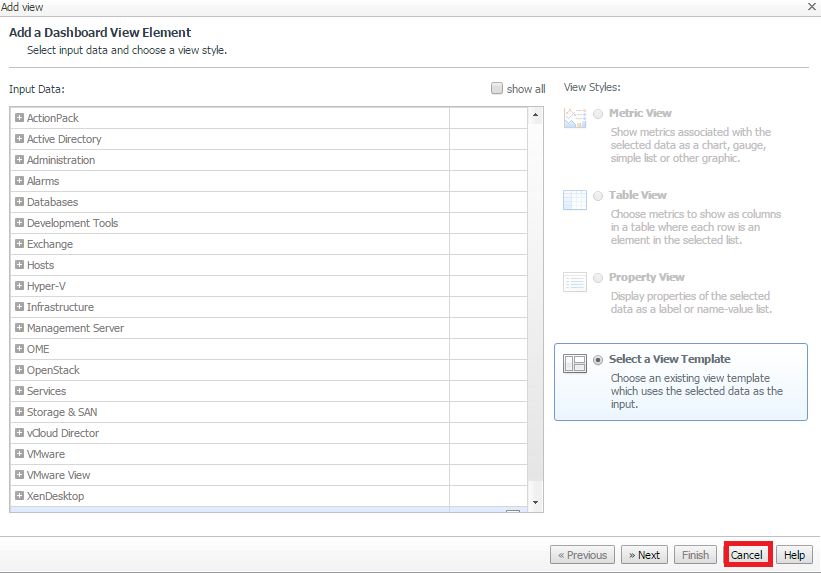 Add view
Add a Dashboard View Element
Select input data and choose a view style.
Input Data:
show all
ActionPack
Active Directory
Administration
Alarms
Databases
Development Tools
Exchange
Hosts
Hyper-V
Infrastructure
Management Server
OME
OpenStack
Services
Storage & SAN
vCloud Director
VMware
VMware View
XenDesktop
View Styles:
Metric View
Show metrics associated with the
selected data as a chart, gauge,
simple list or other graphic.
Table View
Choose metrics to show as columns
in a table where each row is an
element in the selected list.
Property View
Display properties of the selected
data as a label or name-value list.
Select a View Template
Choose an existing view template
which uses the selected data as the
input.
« Previous
» Next
Finish
Cancel
Help